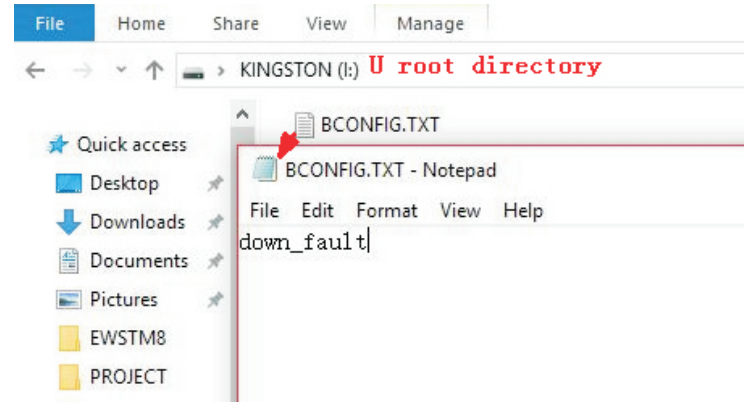 File Home Share View Manage
KINGSTON (I:) U root directory
BCONFIG.TXT
Quick access
BCONFIG.TXT - Notepad
Desktop
File Edit Format View Help
Downloads
down_fault
Documents
Pictures
EWSTM8
PROJECT